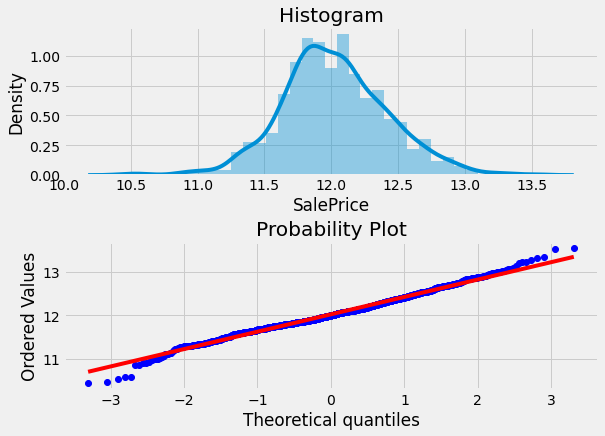 Histogram
Density
1.00
0.75
0.50
0.25
0.00
10.0 10.5 11.0 11.5 12.0 12.5 13.0 13.5
SalePrice
Probability Plot
Ordered Values
13
12
11
−3 −2 −1 0 1 2 3
Theoretical quantiles